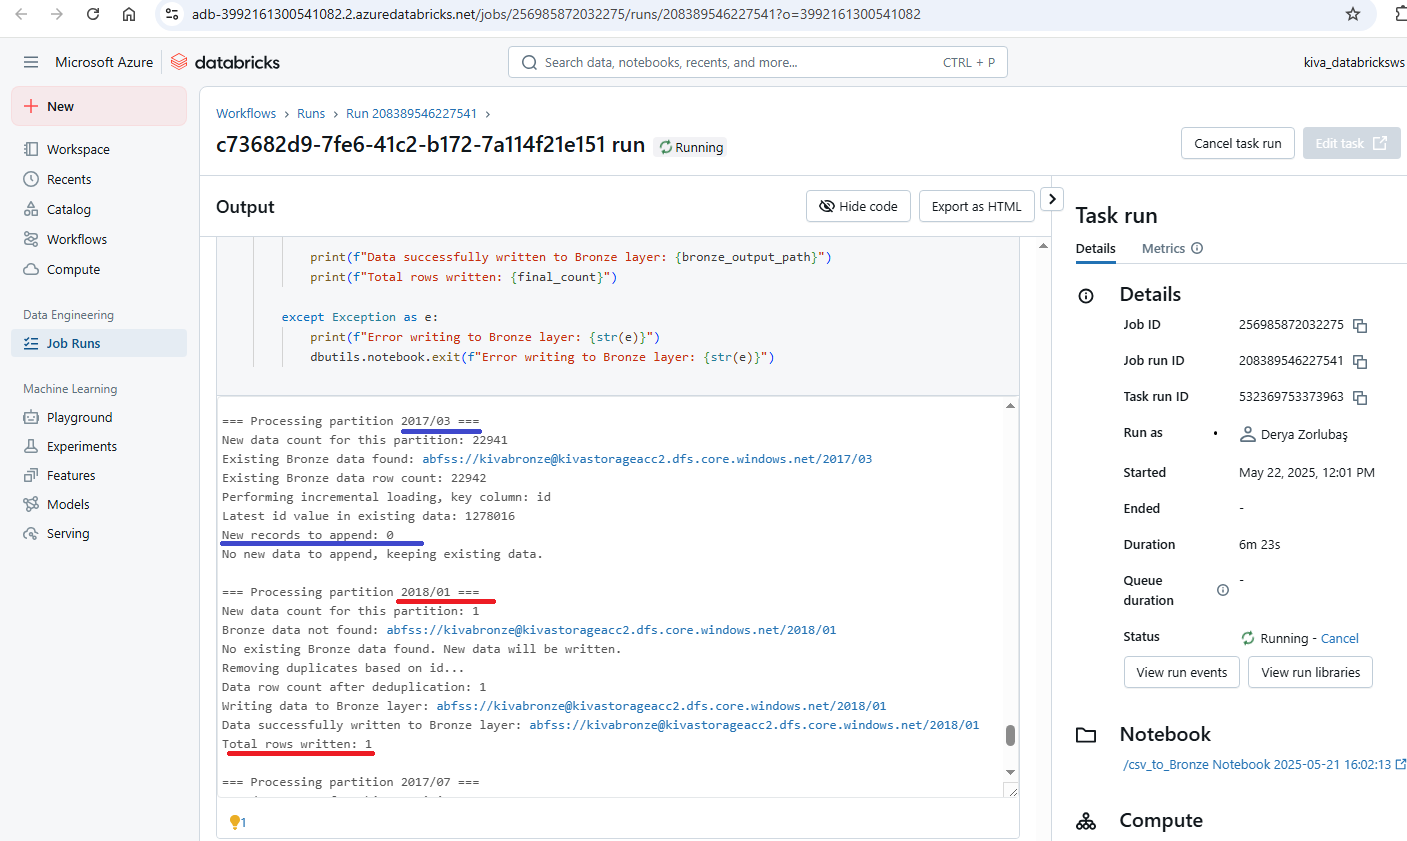 adb-3992161300541082.2.azuredatabricks.net/jobs/256985872032275/runs/208389546227541?o=3992161300541082
Microsoft Azure
databricks
Search data, notebooks, recents, and more...
CTRL + P
kiva_databricksws
New
Workspace
Recents
Catalog
Workflows
Compute
Data Engineering
Job Runs
Machine Learning
Playground
Experiments
Features
Models
Serving
Workflows > Runs > Run 208389546227541 >
c73682d9-7fe6-41c2-b172-7a114f21e151 run
Running
Cancel task run
Edit task
Output
Hide code
Export as HTML
print(f"Data successfully written to Bronze layer: {bronze_output_path}")
print(f"Total rows written: {final_count}")
except Exception as e:
print(f"Error writing to Bronze layer: {str(e)}")
dbutils.notebook.exit(f"Error writing to Bronze layer: {str(e)}")
=== Processing partition 2017/03 ===
New data count for this partition: 22941
Existing Bronze data found: abfss://kivabronze@kivastorageacc2.dfs.core.windows.net/2017/03
Existing Bronze data row count: 22942
Performing incremental loading, key column: id
Latest id value in existing data: 1278016
New records to append: 0
No new data to append, keeping existing data.
=== Processing partition 2018/01 ===
New data count for this partition: 1
Bronze data not found: abfss://kivabronze@kivastorageacc2.dfs.core.windows.net/2018/01
No existing Bronze data found. New data will be written.
Removing duplicates based on id...
Data row count after deduplication: 1
Writing data to Bronze layer: abfss://kivabronze@kivastorageacc2.dfs.core.windows.net/2018/01
Data successfully written to Bronze layer: abfss://kivabronze@kivastorageacc2.dfs.core.windows.net/2018/01
Total rows written: 1
=== Processing partition 2017/07 ===
1
Task run
Details
Metrics
Details
Job ID 256985872032275
Job run ID 208389546227541
Task run ID 532369753373963
Run as • Derya Zorlubaş
Started May 22, 2025, 12:01 PM
Ended -
Duration 6m 23s
Queue duration -
Status Running - Cancel
View run events
View run libraries
Notebook
/csv_to_Bronze Notebook 2025-05-21 16:02:13
Compute